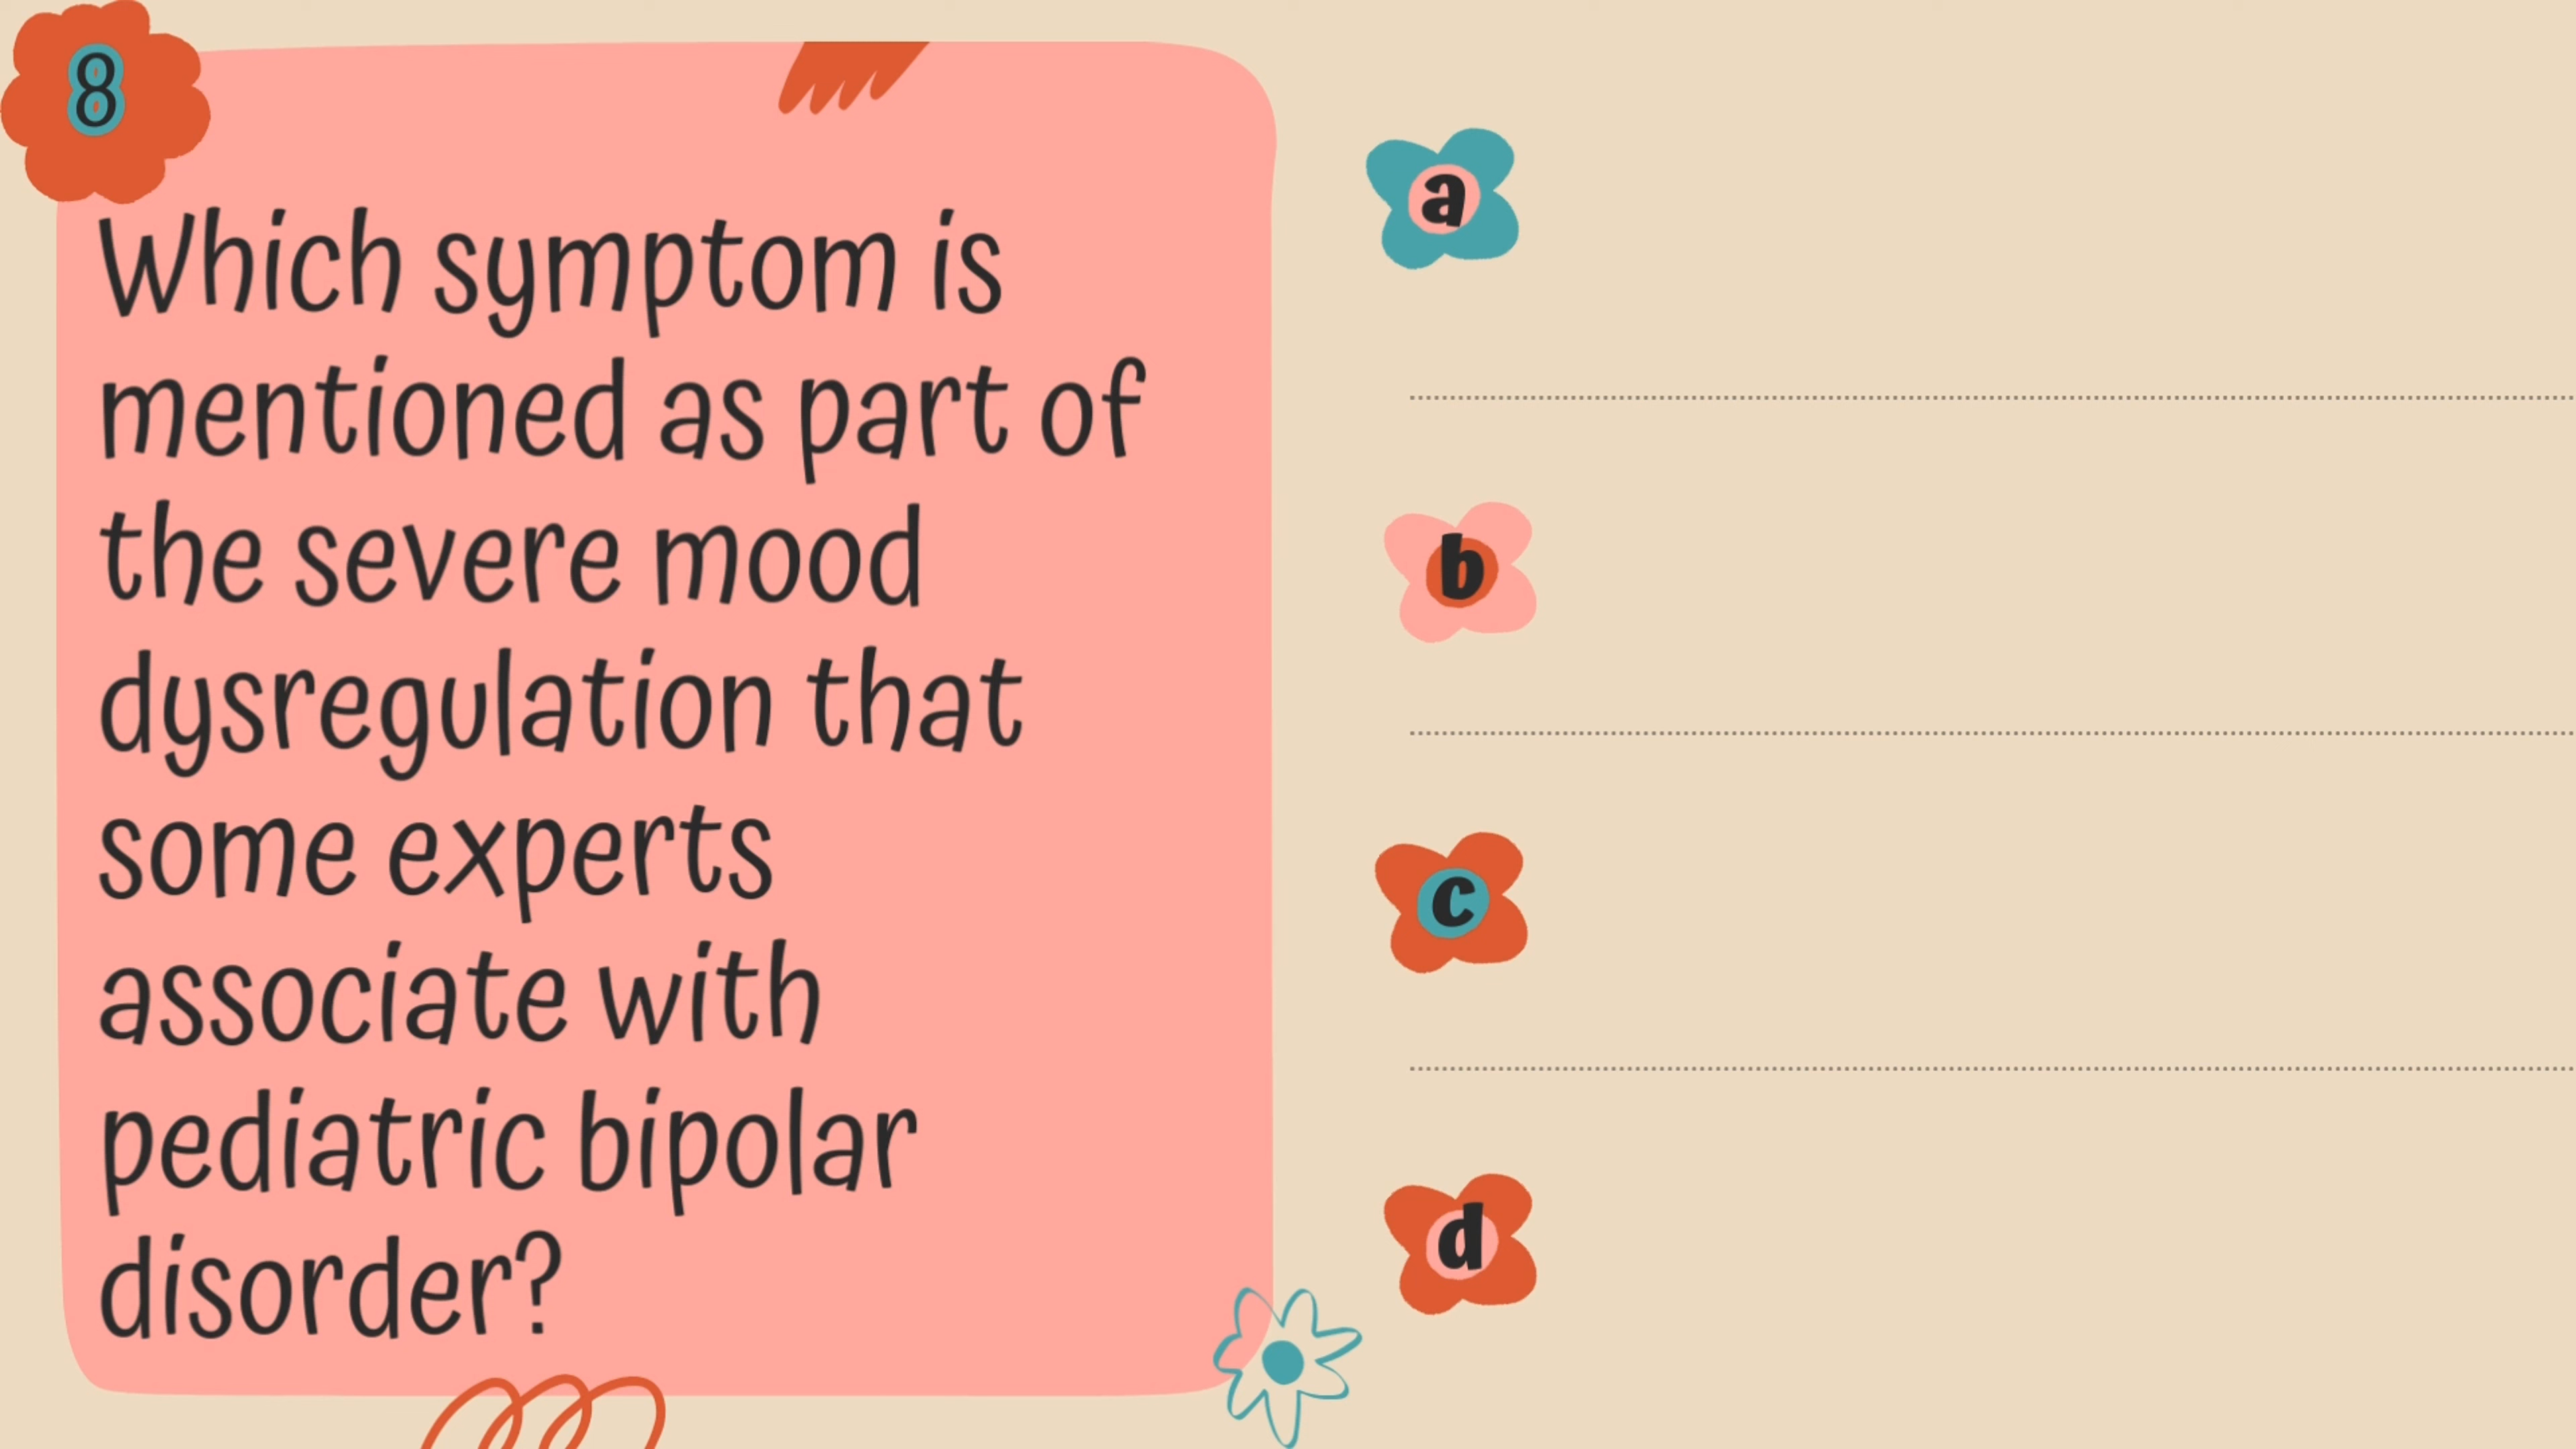 8
Which symptom is
mentioned as part of
the severe mood
dysregulation that
some experts
associate with
pediatric bipolar
disorder?
a
b
c
d